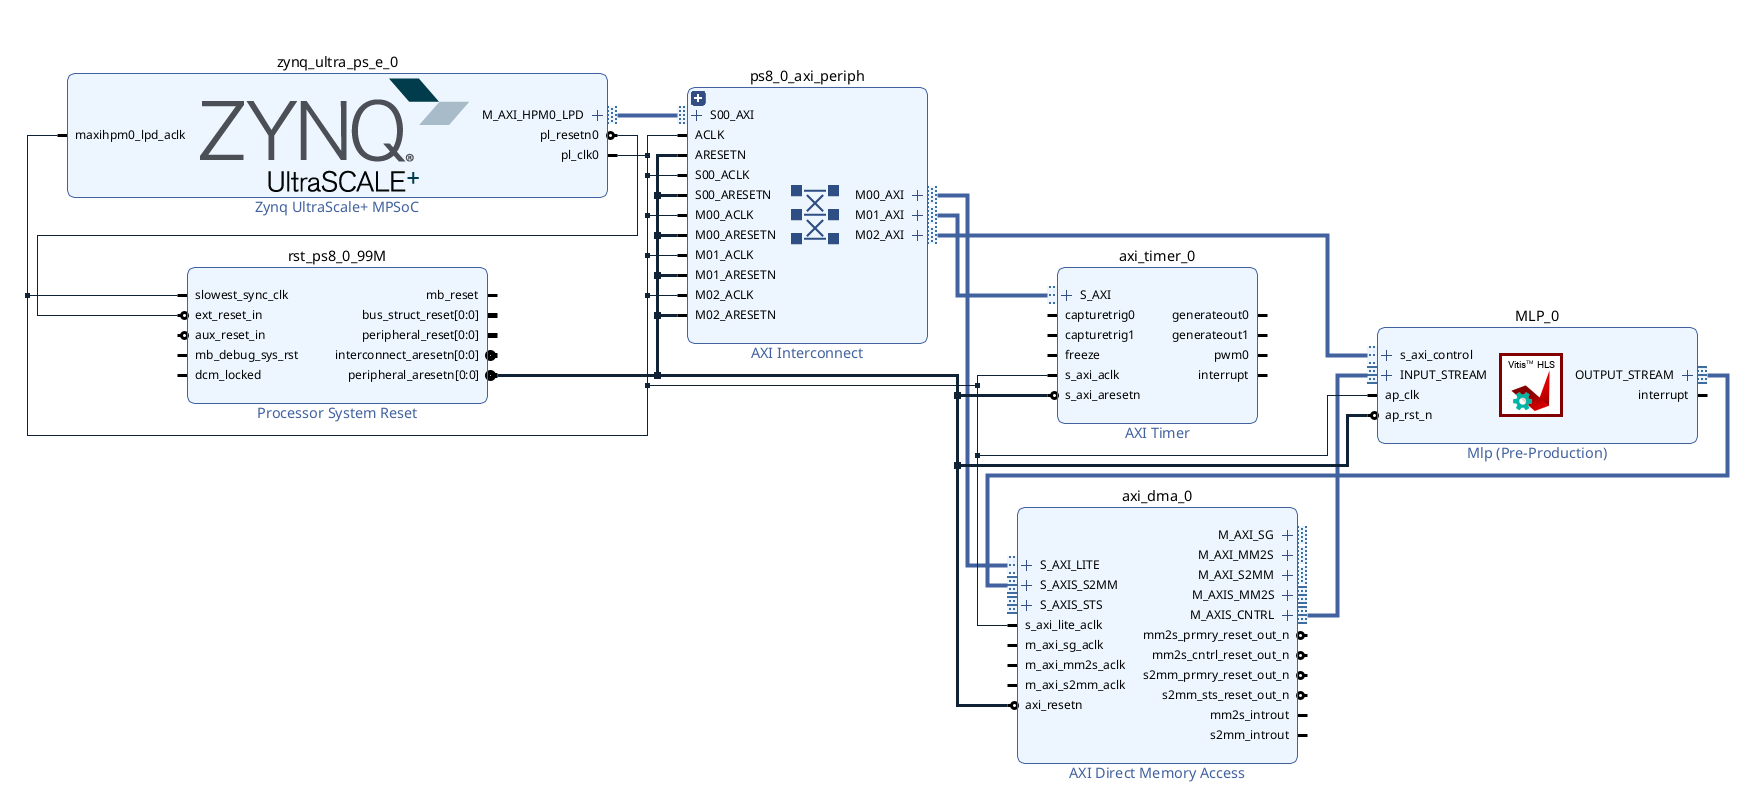 zynq_ultra_ps_e_0
maxihpm0_lpd_aclk
ZYNQ®
UltraSCALE+
M_AXI_HPM0_LPD
pl_resetn0
pl_clk0
Zynq UltraScale+ MPSoC
rst_ps8_0_99M
slowest_sync_clk
ext_reset_in
aux_reset_in
mb_debug_sys_rst
dcm_locked
mb_reset
bus_struct_reset[0:0]
peripheral_reset[0:0]
interconnect_aresetn[0:0]
peripheral_aresetn[0:0]
Processor System Reset
ps8_0_axi_periph
S00_AXI
ACLK
ARESETN
S00_ACLK
S00_ARESETN
M00_ACLK
M00_ARESETN
M01_ACLK
M01_ARESETN
M02_ACLK
M02_ARESETN
M00_AXI
M01_AXI
M02_AXI
AXI Interconnect
axi_timer_0
S_AXI
capturetrig0
capturetrig1
freeze
s_axi_aclk
s_axi_aresetn
generateout0
generateout1
pwm0
interrupt
AXI Timer
MLP_0
s_axi_control
INPUT_STREAM
ap_clk
ap_rst_n
Vitis™ HLS
OUTPUT_STREAM
interrupt
Mlp (Pre-Production)
axi_dma_0
S_AXI_LITE
S_AXIS_S2MM
S_AXIS_STS
s_axi_lite_aclk
m_axi_sg_aclk
m_axi_mm2s_aclk
m_axi_s2mm_aclk
axi_resetn
M_AXI_SG
M_AXI_MM2S
M_AXI_S2MM
M_AXIS_MM2S
M_AXIS_CNTRL
mm2s_prmry_reset_out_n
mm2s_cntrl_reset_out_n
s2mm_prmry_reset_out_n
s2mm_sts_reset_out_n
mm2s_introut
s2mm_introut
AXI Direct Memory Access